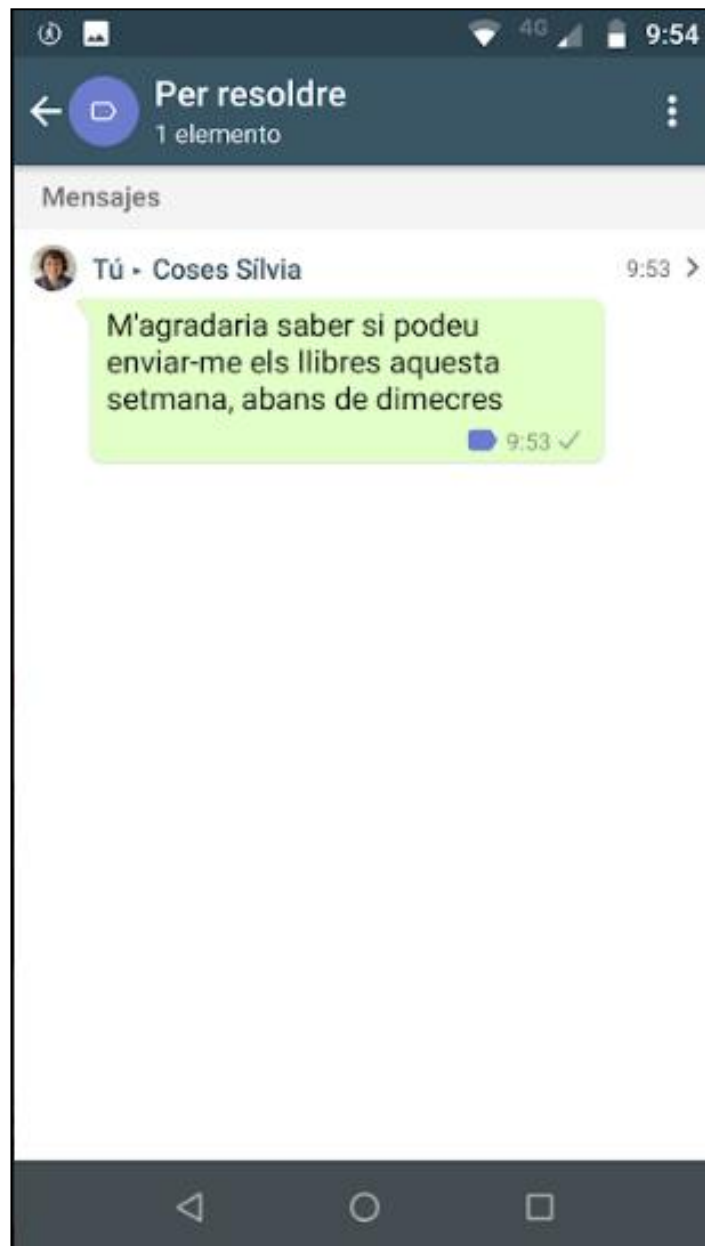 4G 9:54
Per resoldre
1 elemento
Mensajes
Tú ▸ Coses Sílvia 9:53
M'agradaria saber si podeu
enviar-me els llibres aquesta
setmana, abans de dimecres
9:53